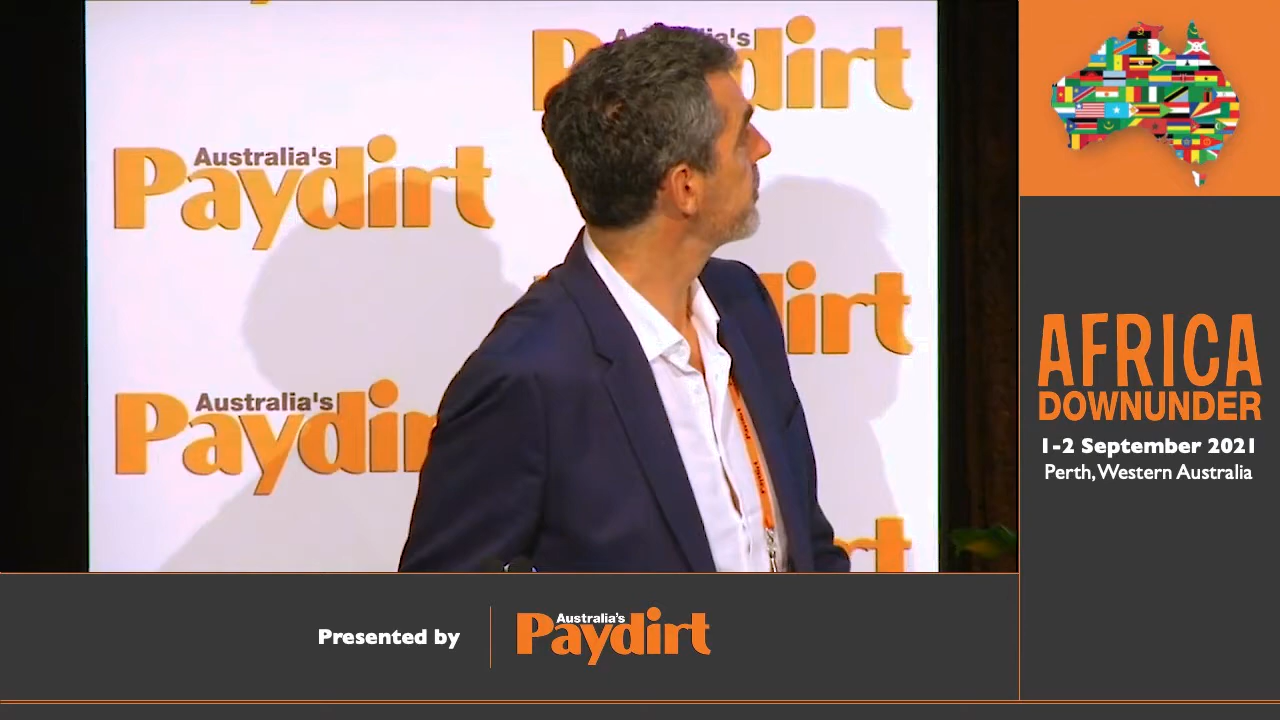 Australia's
Paydirt
Australia's
Paydirt
Australia's
Paydirt
AFRICA
DOWNUNDER
1-2 September 2021
Perth, Western Australia
Presented by
Australia's
Paydirt